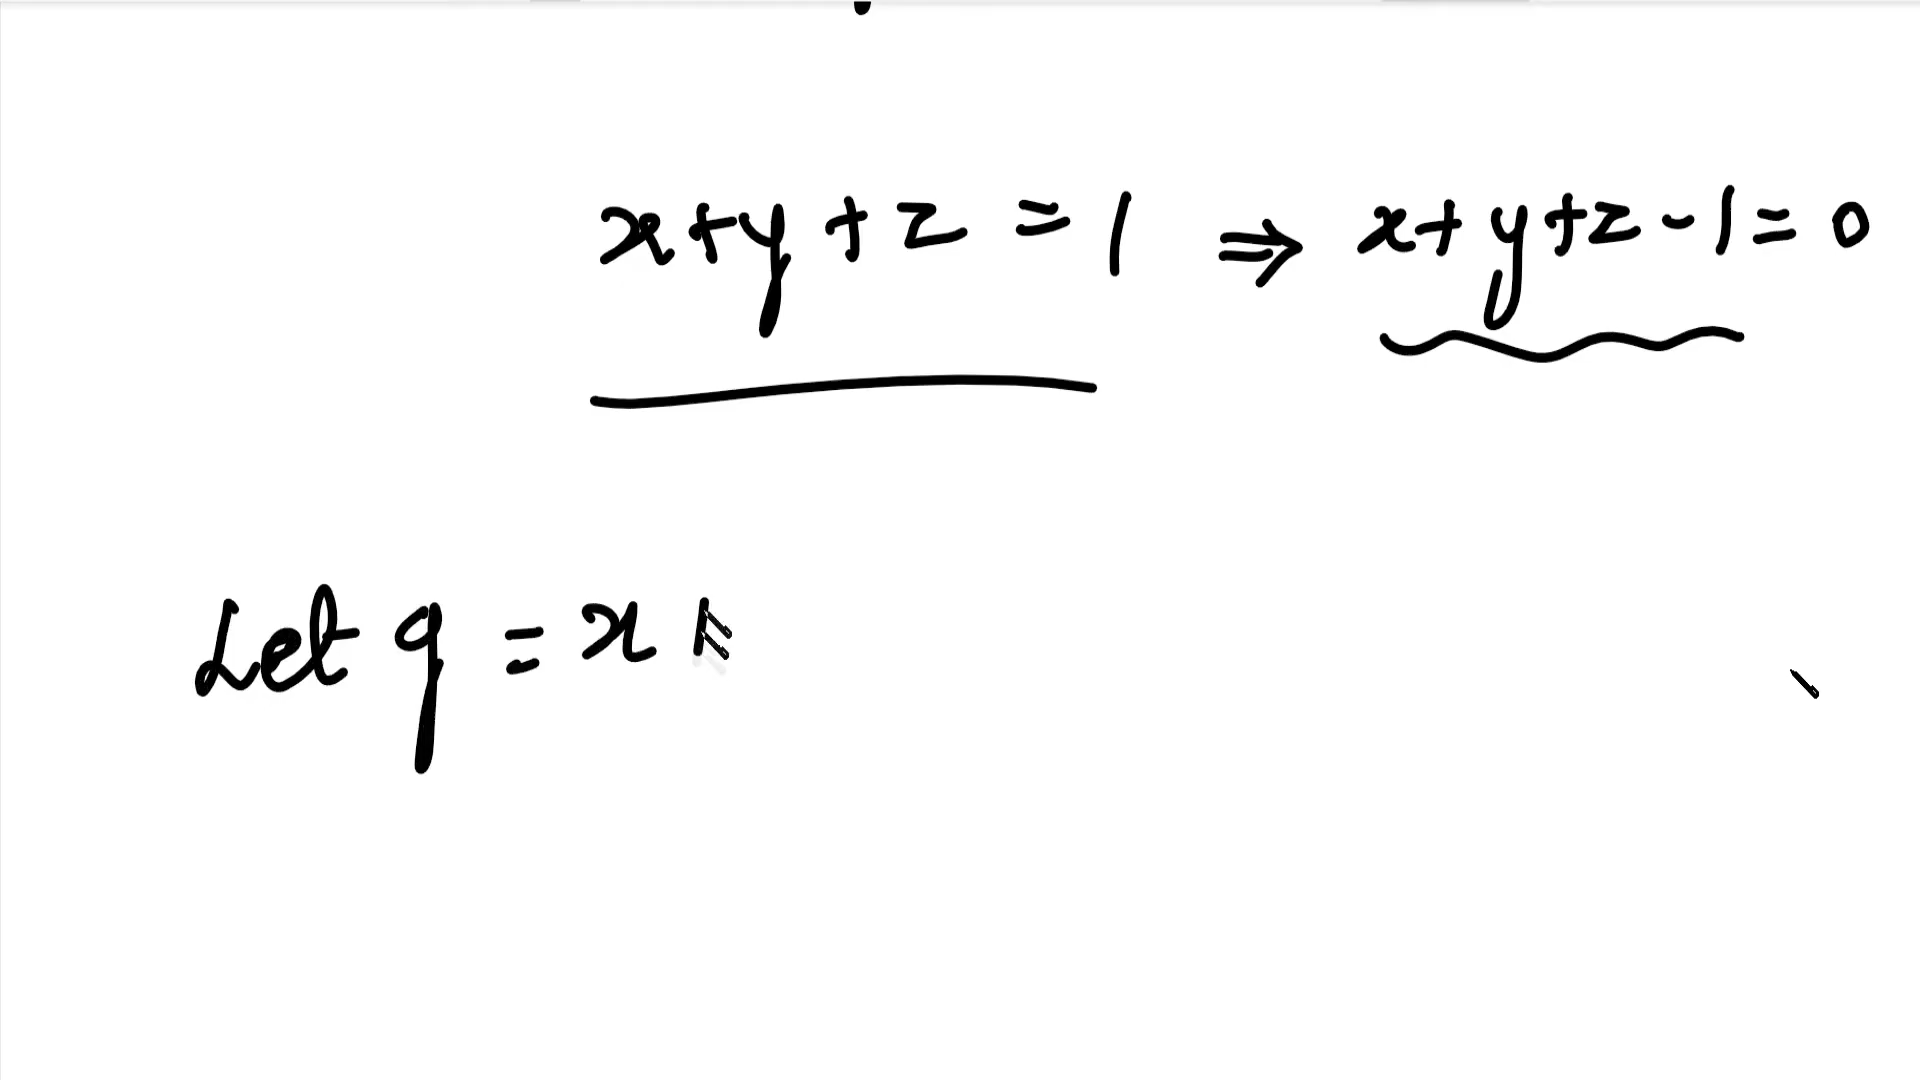 x+y+z=1 ⇒ x+y+z-1=0
Let g = x